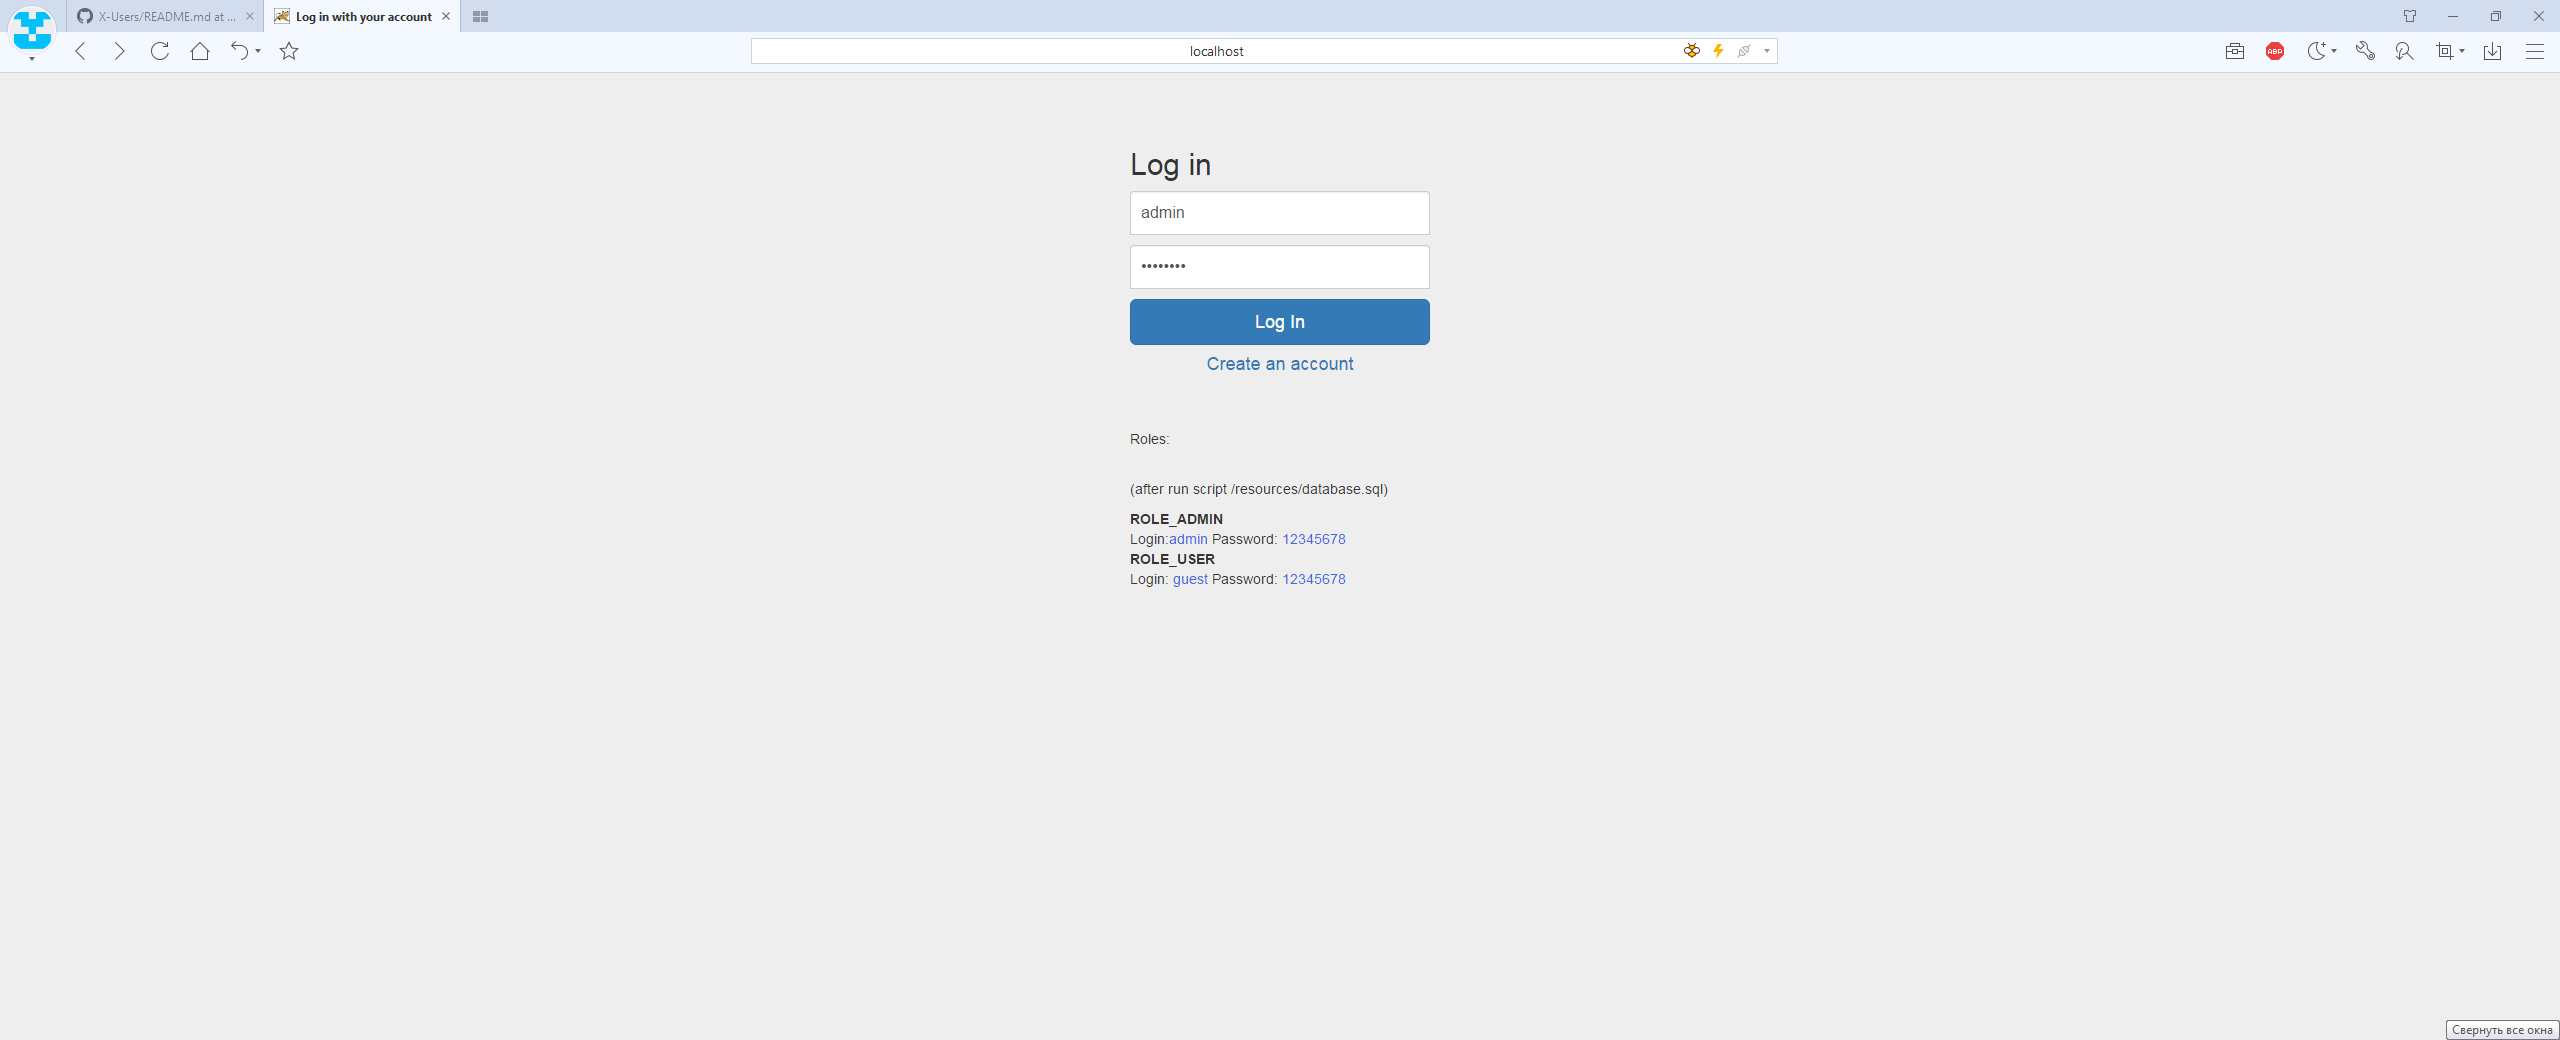 X-Users/README.md at ...
Log in with your account
localhost
ABP
Log in
admin
••••••••
Log In
Create an account
Roles:
(after run script /resources/database.sql)
ROLE_ADMIN
Login:admin Password: 12345678
ROLE_USER
Login: guest Password: 12345678
Свернуть все окна